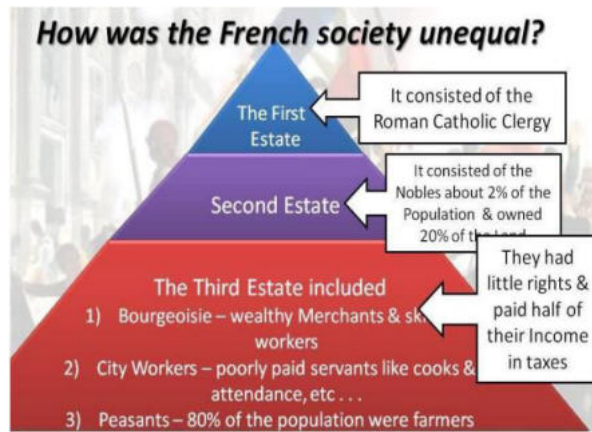 How was the French society unequal?
The First
Estate
It consisted of the
Roman Catholic Clergy
Second Estate
It consisted of the
Nobles about 2% of the
Population & owned
20% of the
The Third Estate included
1) Bourgeoisie – wealthy Merchants &
workers
2) City Workers – poorly paid servants like cooks &
attendance, etc . . .
3) Peasants – 80% of the population were farmers
They had
little rights &
paid half of
their Income
in taxes